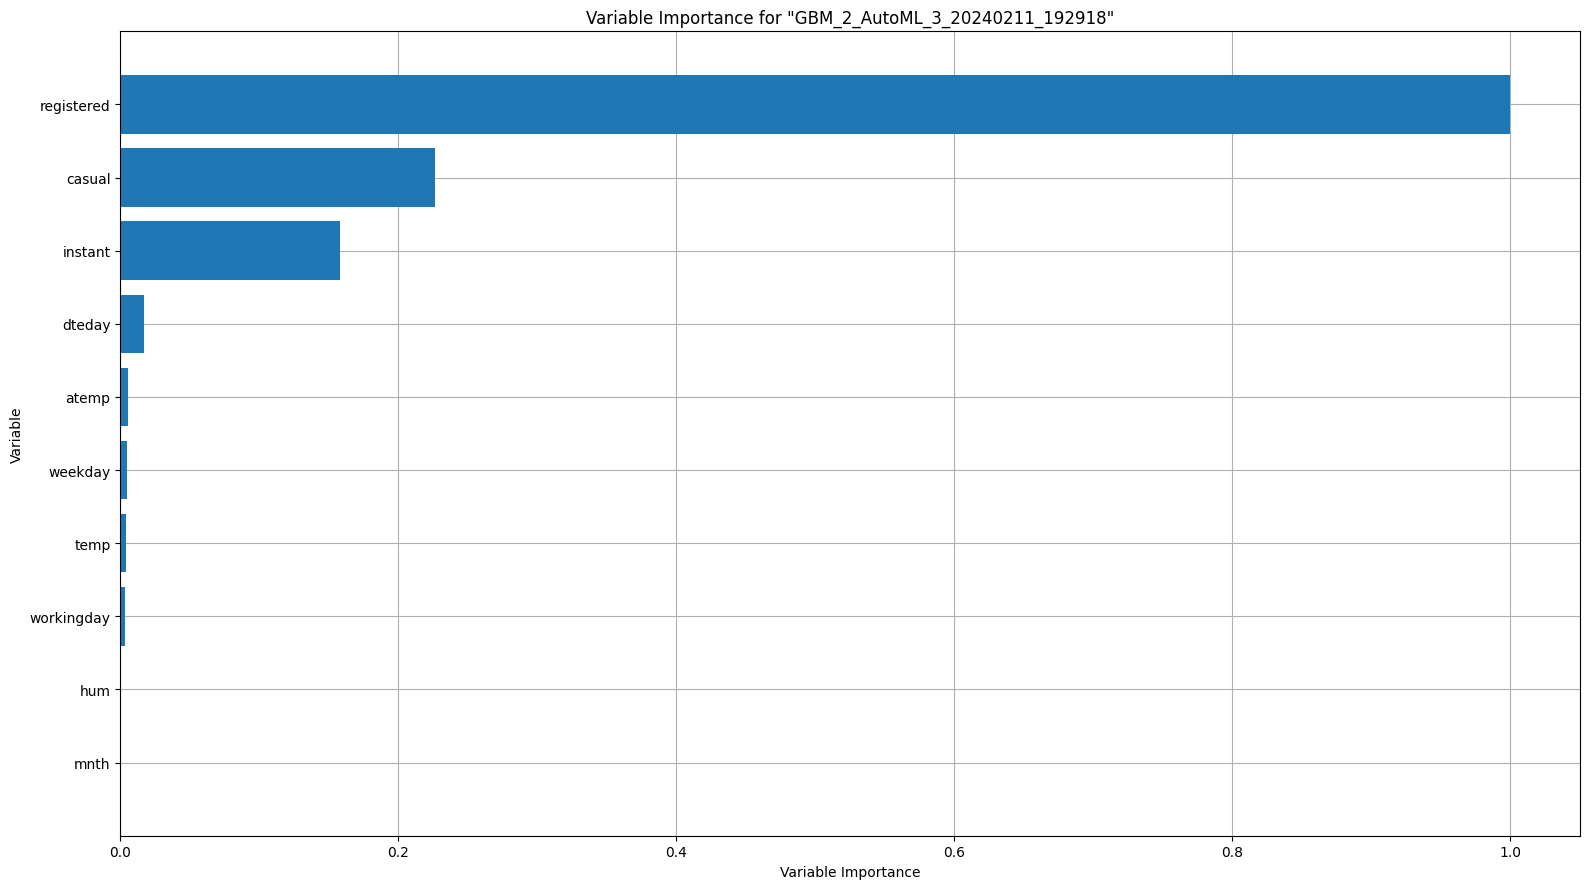 Variable Importance for "GBM_2_AutoML_3_20240211_192918"
registered
casual
instant
dteday
atemp
weekday
temp
workingday
hum
mnth
Variable
0.0 0.2 0.4 0.6 0.8 1.0
Variable Importance